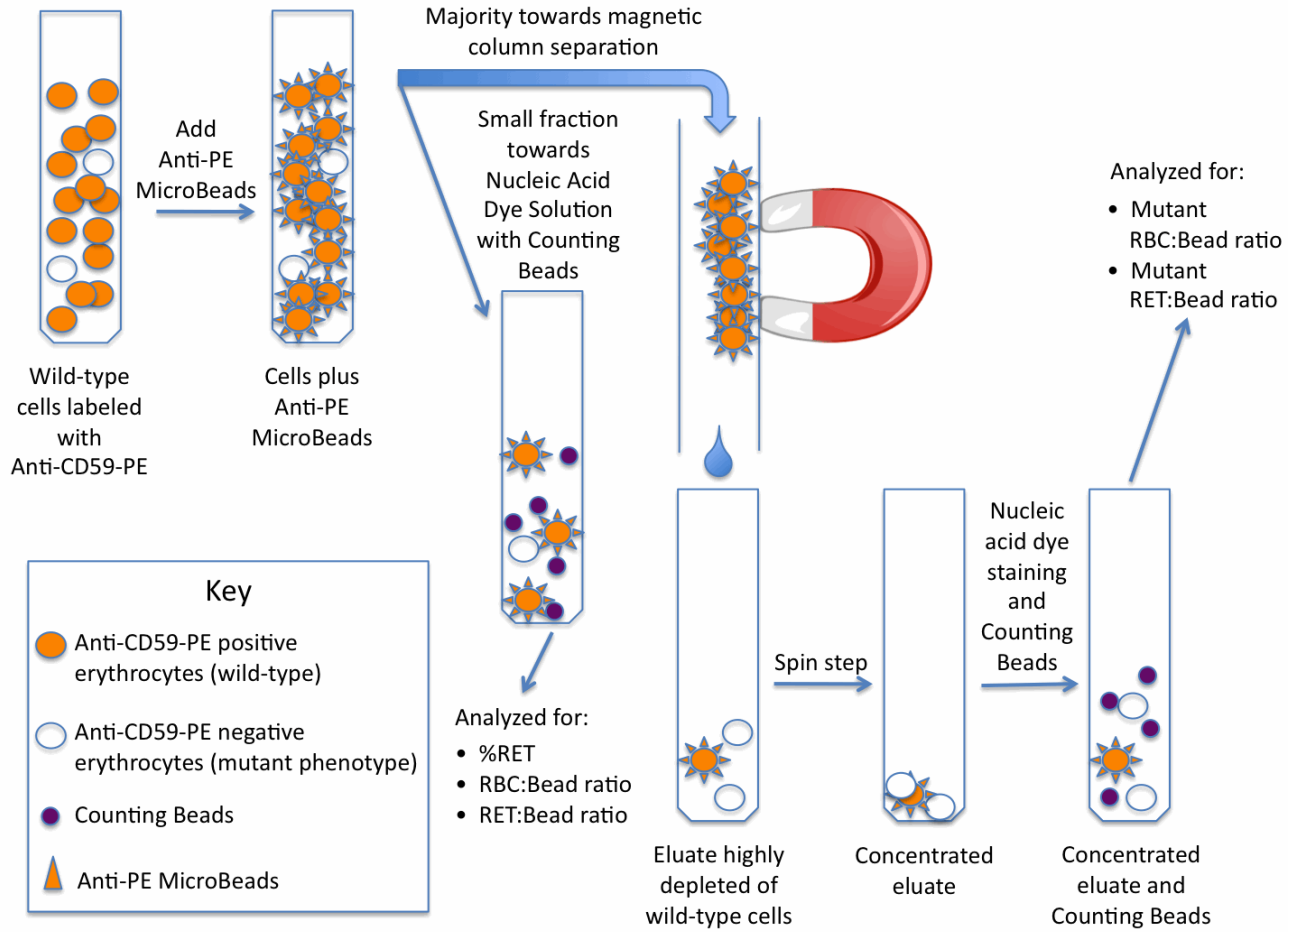 Majority towards magnetic
column separation
Add
Anti-PE
MicroBeads
Small fraction
towards
Nucleic Acid
Dye Solution
with Counting
Beads
Analyzed for:
• Mutant
RBC:Bead ratio
• Mutant
RET:Bead ratio
Wild-type
cells labeled
with
Anti-CD59-PE
Cells plus
Anti-PE
MicroBeads
Key
Anti-CD59-PE positive
erythrocytes (wild-type)
Anti-CD59-PE negative
erythrocytes (mutant phenotype)
Counting Beads
Anti-PE MicroBeads
Analyzed for:
• %RET
• RBC:Bead ratio
• RET:Bead ratio
Spin step
Nucleic
acid dye
staining
and
Counting
Beads
Eluate highly
depleted of
wild-type cells
Concentrated
eluate
Concentrated
eluate and
Counting Beads